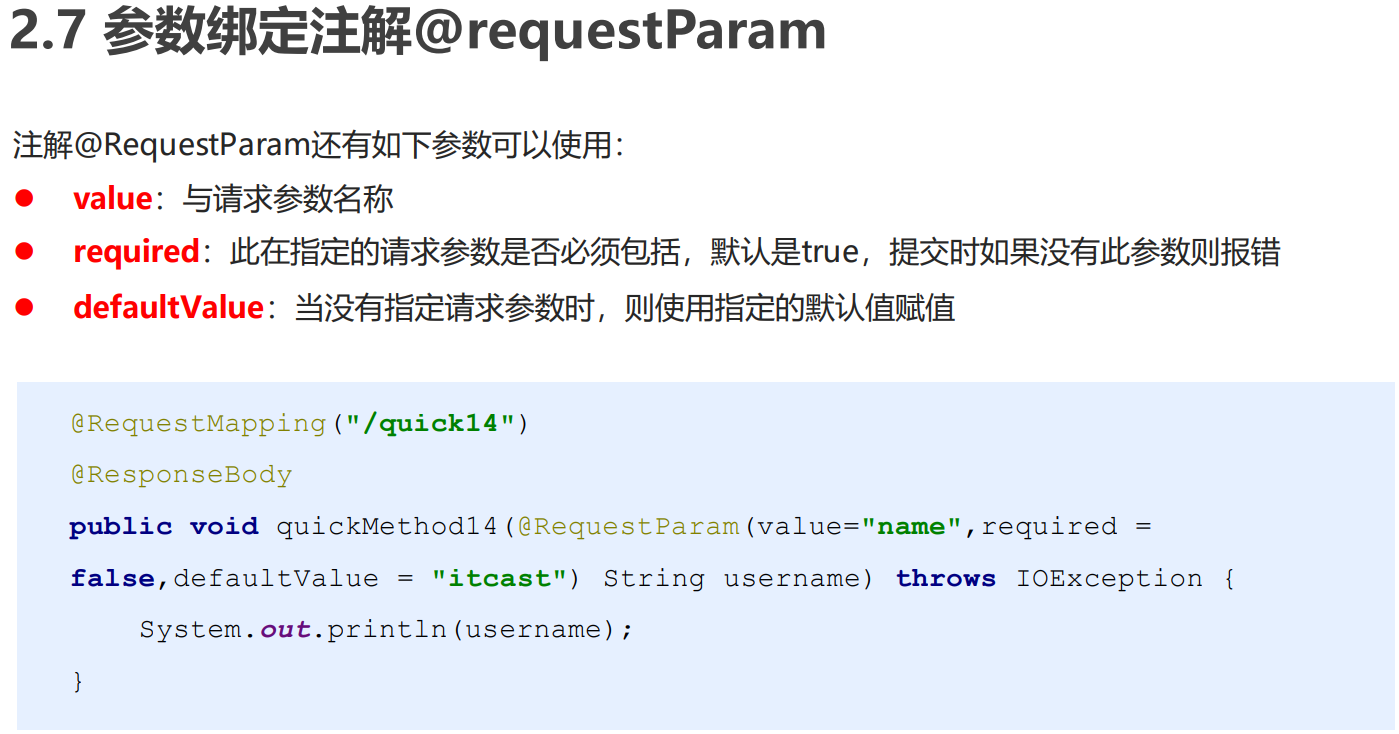 2.7 参数绑定注解@requestParam
注解@RequestParam还有如下参数可以使用：
● value：与请求参数名称
● required：此在指定的请求参数是否必须包括，默认是true，提交时如果没有此参数则报错
● defaultValue：当没有指定请求参数时，则使用指定的默认值赋值
@RequestMapping("/quick14")
@ResponseBody
public void quickMethod14(@RequestParam(value="name",required =
false,defaultValue = "itcast") String username) throws IOException {
    System.out.println(username);
}